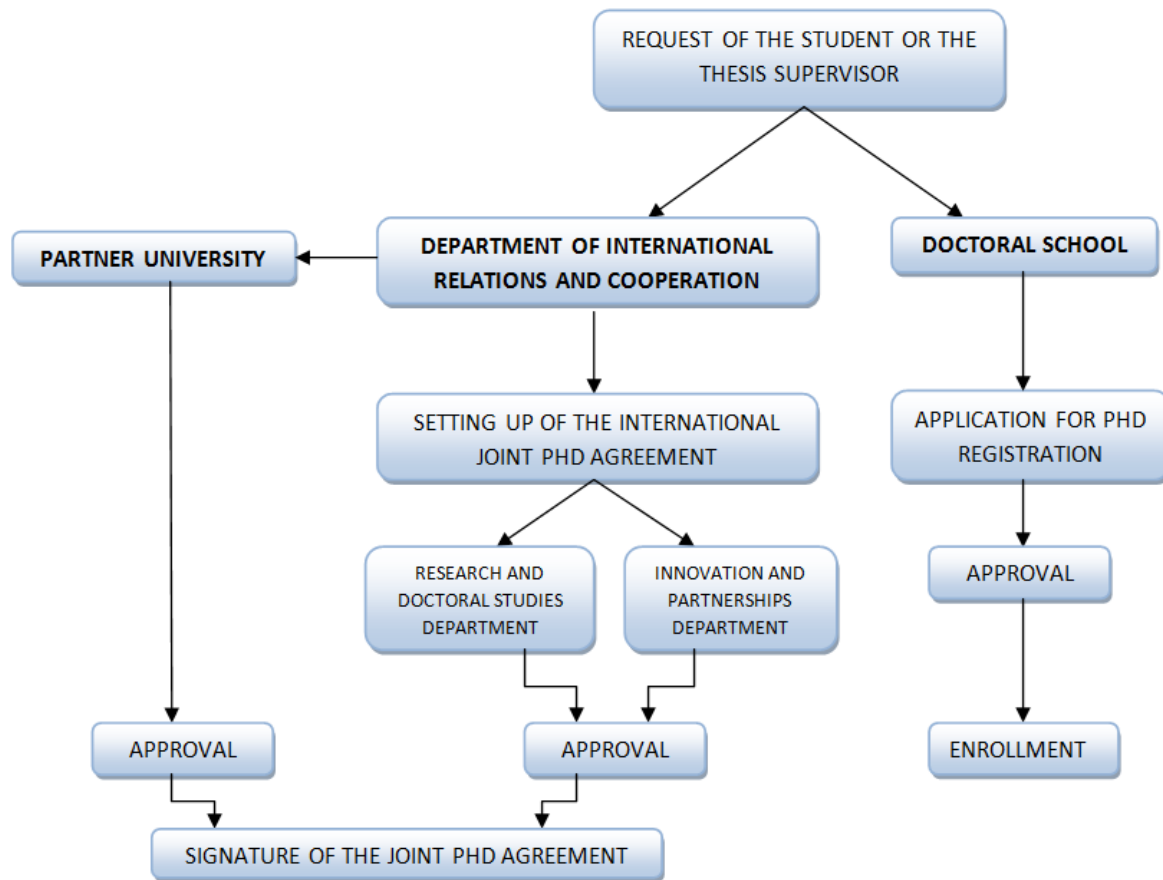 REQUEST OF THE STUDENT OR THE
THESIS SUPERVISOR
PARTNER UNIVERSITY
DEPARTMENT OF INTERNATIONAL
RELATIONS AND COOPERATION
DOCTORAL SCHOOL
SETTING UP OF THE INTERNATIONAL
JOINT PHD AGREEMENT
APPLICATION FOR PHD
REGISTRATION
RESEARCH AND
DOCTORAL STUDIES
DEPARTMENT
INNOVATION AND
PARTNERSHIPS
DEPARTMENT
APPROVAL
APPROVAL
APPROVAL
ENROLLMENT
SIGNATURE OF THE JOINT PHD AGREEMENT